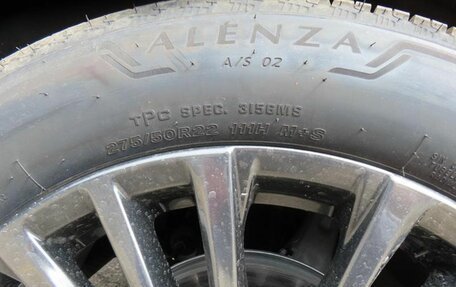 ALENZA
A/S 02
TPC SPEC. 3156MS
275/50R22 111H M+S